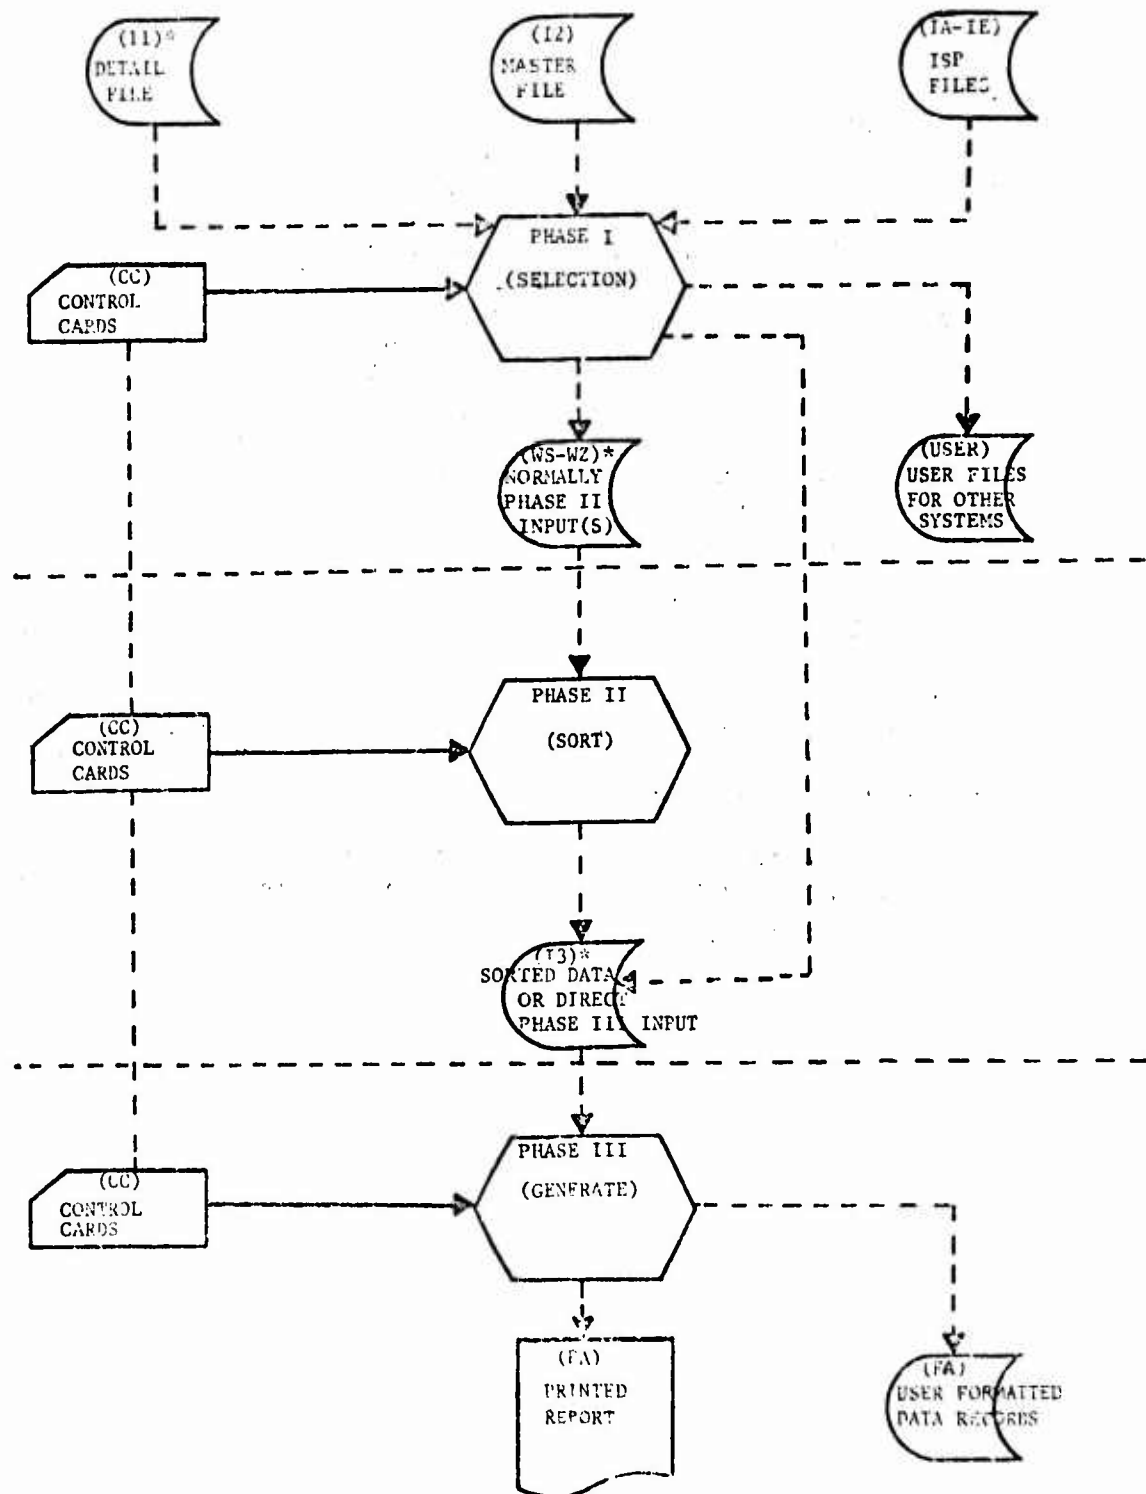 (I1)*
DETAIL
FILE
(I2)
MASTER
FILE
(IA-IE)
ISP
FILES
PHASE I
(SELECTION)
(CC)
CONTROL
CARDS
(WS-WZ)*
NORMALLY
PHASE II
INPUT(S)
(USER)
USER FILES
FOR OTHER
SYSTEMS
PHASE II
(SORT)
(CC)
CONTROL
CARDS
(I3)*
SORTED DATA
OR DIRECT
PHASE III INPUT
PHASE III
(GENERATE)
(CC)
CONTROL
CARDS
(FA)
PRINTED
REPORT
(FA)
USER FORMATTED
DATA RECORDS